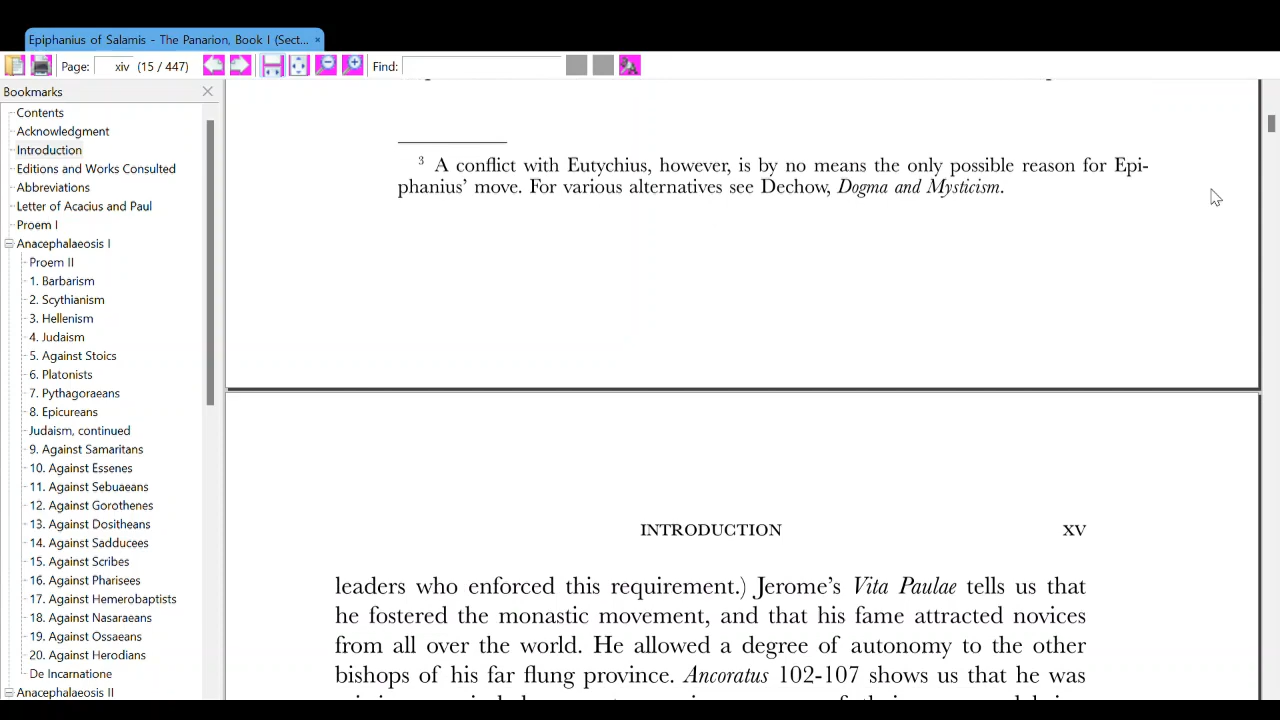 Epiphanius of Salamis - The Panarion, Book I (Sect... ×
Page: xiv (15 / 447) Find:
Bookmarks
Contents
Acknowledgment
Introduction
Editions and Works Consulted
Abbreviations
Letter of Acacius and Paul
Proem I
Anacephalaeosis I
Proem II
1. Barbarism
2. Scythianism
3. Hellenism
4. Judaism
5. Against Stoics
6. Platonists
7. Pythagoraeans
8. Epicureans
Judaism, continued
9. Against Samaritans
10. Against Essenes
11. Against Sebuaeans
12. Against Gorothenes
13. Against Dositheans
14. Against Sadducees
15. Against Scribes
16. Against Pharisees
17. Against Hemerobaptists
18. Against Nasaraeans
19. Against Ossaeans
20. Against Herodians
De Incarnatone
Anacephalaeosis II
3 A conflict with Eutychius, however, is by no means the only possible reason for Epi-
phanius' move. For various alternatives see Dechow, Dogma and Mysticism.
INTRODUCTION XV
leaders who enforced this requirement.) Jerome's Vita Paulae tells us that
he fostered the monastic movement, and that his fame attracted novices
from all over the world. He allowed a degree of autonomy to the other
bishops of his far flung province. Ancoratus 102-107 shows us that he was